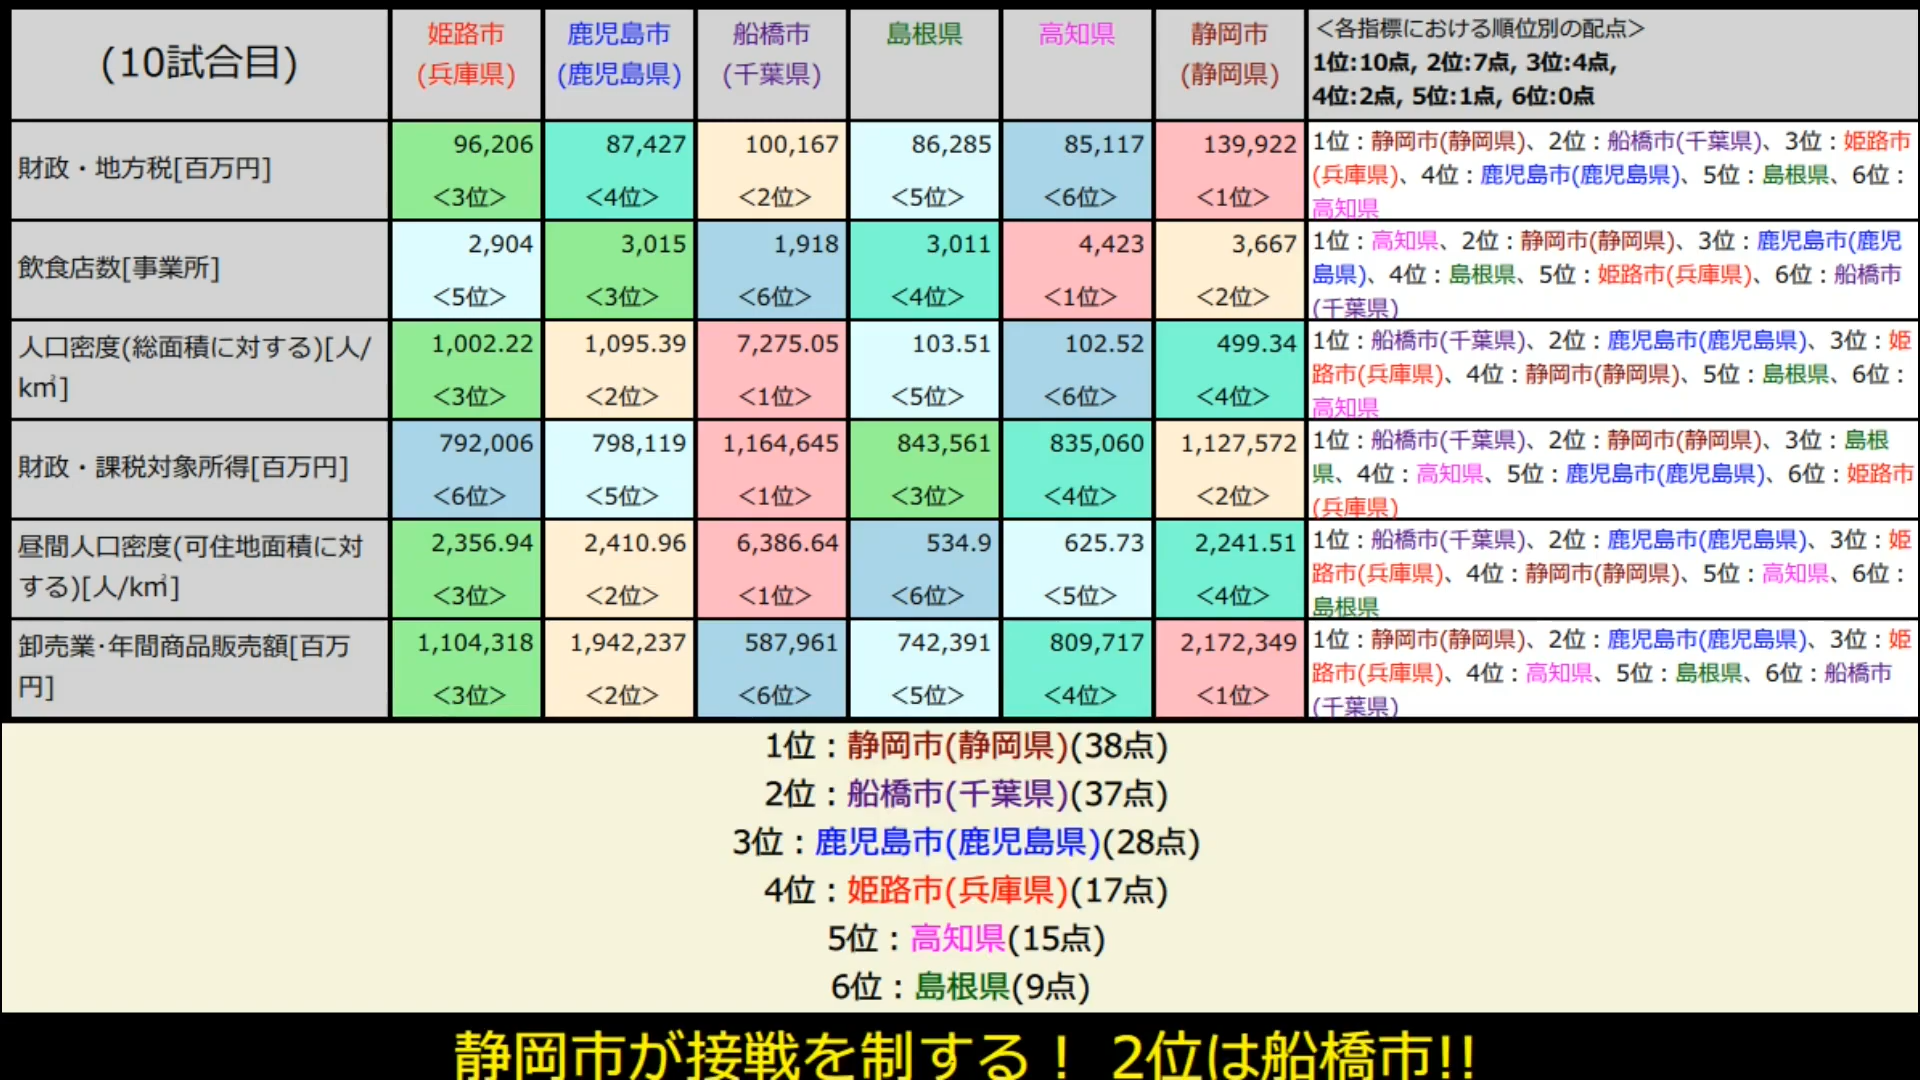 (10試合目)
姫路市
(兵庫県)
鹿児島市
(鹿児島県)
船橋市
(千葉県)
島根県
高知県
静岡市
(静岡県)
＜各指標における順位別の配点＞
1位:10点, 2位:7点, 3位:4点,
4位:2点, 5位:1点, 6位:0点
財政・地方税[百万円]
96,206
<3位>
87,427
<4位>
100,167
<2位>
86,285
<5位>
85,117
<6位>
139,922
<1位>
1位：静岡市(静岡県)、2位：船橋市(千葉県)、3位：姫路市
(兵庫県)、4位：鹿児島市(鹿児島県)、5位：島根県、6位：
高知県
飲食店数[事業所]
2,904
<5位>
3,015
<3位>
1,918
<6位>
3,011
<4位>
4,423
<1位>
3,667
<2位>
1位：高知県、2位：静岡市(静岡県)、3位：鹿児島市(鹿児
島県)、4位：島根県、5位：姫路市(兵庫県)、6位：船橋市
(千葉県)
人口密度(総面積に対する)[人/
k㎡]
1,002.22
<3位>
1,095.39
<2位>
7,275.05
<1位>
103.51
<5位>
102.52
<6位>
499.34
<4位>
1位：船橋市(千葉県)、2位：鹿児島市(鹿児島県)、3位：姫
路市(兵庫県)、4位：静岡市(静岡県)、5位：島根県、6位：
高知県
財政・課税対象所得[百万円]
792,006
<6位>
798,119
<5位>
1,164,645
<1位>
843,561
<3位>
835,060
<4位>
1,127,572
<2位>
1位：船橋市(千葉県)、2位：静岡市(静岡県)、3位：島根
県、4位：高知県、5位：鹿児島市(鹿児島県)、6位：姫路市
(兵庫県)
昼間人口密度(可住地面積に対
する)[人/k㎡]
2,356.94
<3位>
2,410.96
<2位>
6,386.64
<1位>
534.9
<6位>
625.73
<5位>
2,241.51
<4位>
1位：船橋市(千葉県)、2位：鹿児島市(鹿児島県)、3位：姫
路市(兵庫県)、4位：静岡市(静岡県)、5位：高知県、6位：
島根県
卸売業･年間商品販売額[百万
円]
1,104,318
<3位>
1,942,237
<2位>
587,961
<6位>
742,391
<5位>
809,717
<4位>
2,172,349
<1位>
1位：静岡市(静岡県)、2位：鹿児島市(鹿児島県)、3位：姫
路市(兵庫県)、4位：高知県、5位：島根県、6位：船橋市
(千葉県)
1位：静岡市(静岡県)(38点)
2位：船橋市(千葉県)(37点)
3位：鹿児島市(鹿児島県)(28点)
4位：姫路市(兵庫県)(17点)
5位：高知県(15点)
6位：島根県(9点)
静岡市が接戦を制する！ 2位は船橋市!!